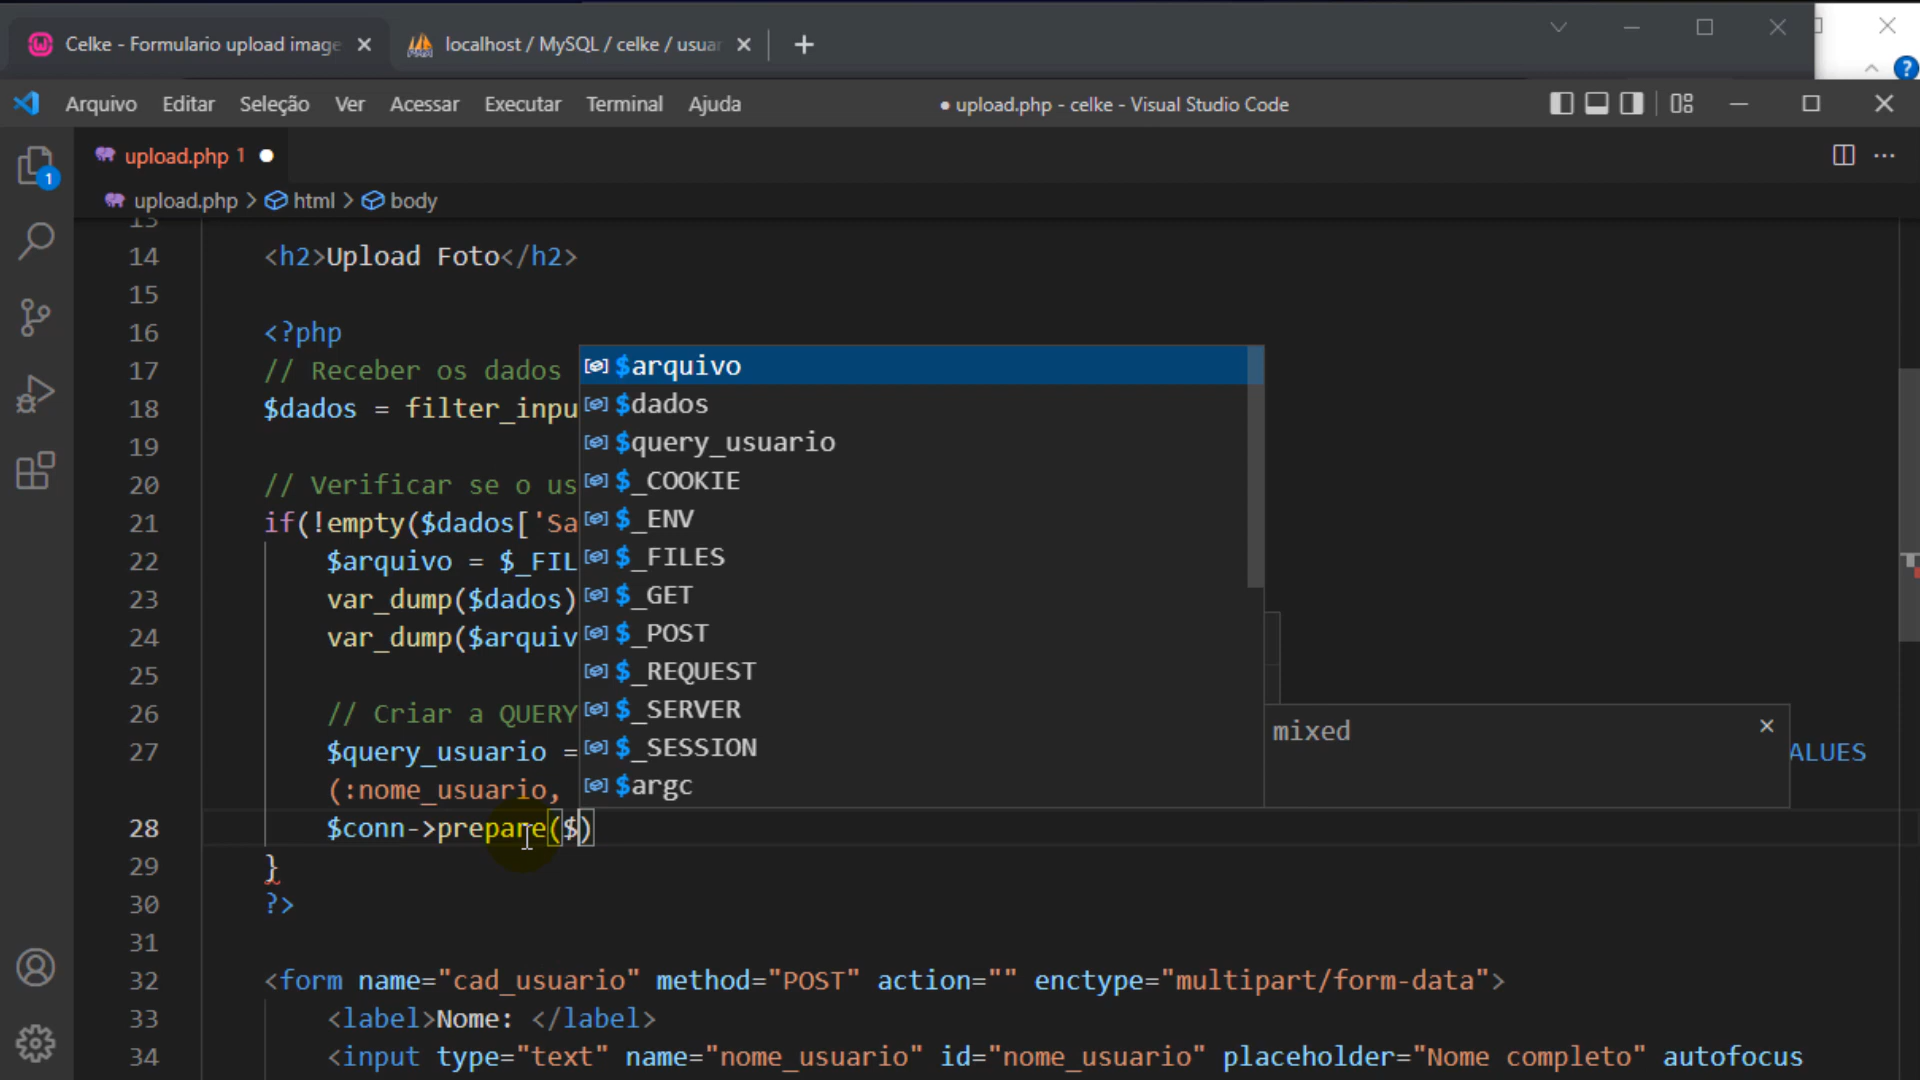 Celke - Formulario upload image
localhost / MySQL / celke / usuar
Arquivo Editar Seleção Ver Acessar Executar Terminal Ajuda
● upload.php - celke - Visual Studio Code
upload.php 1 ●
upload.php > html > body
1
13
14 <h2>Upload Foto</h2>
15
16 <?php
17 // Receber os dados
18 $dados = filter_inpu
19
20 // Verificar se o us
21 if(!empty($dados['Sa
22 $arquivo = $_FIL
23 var_dump($dados)
24 var_dump($arquiv
25
26 // Criar a QUERY
27 $query_usuario = ALUES
(:nome_usuario,
28 $conn->prepare($)
29 }
30 ?>
31
32 <form name="cad_usuario" method="POST" action="" enctype="multipart/form-data">
33 <label>Nome: </label>
34 <input type="text" name="nome_usuario" id="nome_usuario" placeholder="Nome completo" autofocus
$arquivo
$dados
$query_usuario
$_COOKIE
$_ENV
$_FILES
$_GET
$_POST
$_REQUEST
$_SERVER
$_SESSION
$argc
mixed